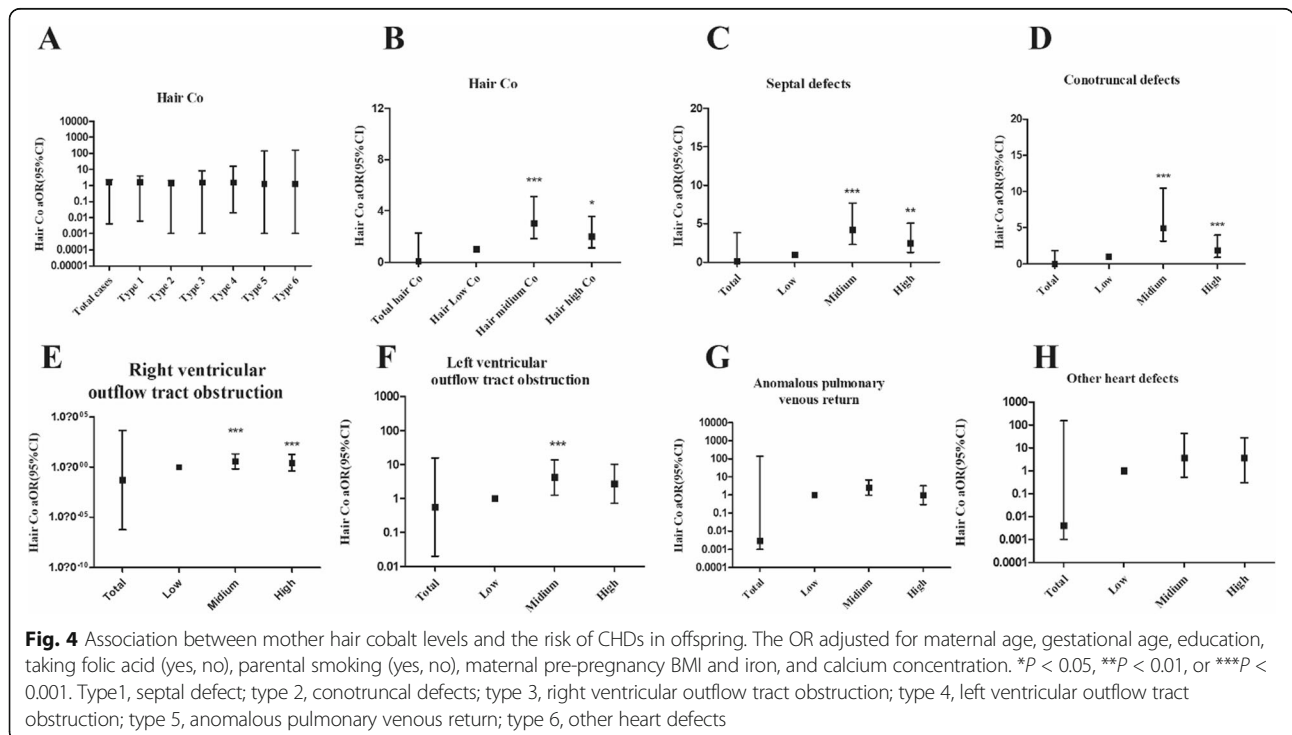 A
Hair Co
Hair Co aOR(95%CI)
10000
1000
100
10
1
0.1
0.01
0.001
0.0001
0.00001
Total cases
Type 1
Type 2
Type 3
Type 4
Type 5
Type 6
B
Hair Co
Hair Co aOR(95%CI)
12
8
4
0
***
*
Total hair Co
Hair Low Co
Hair midium Co
Hair high Co
C
Septal defects
Hair Co aOR(95%CI)
20
15
10
5
0
***
**
Total
Low
Midium
High
D
Conotruncal defects
Hair Co aOR(95%CI)
20
15
10
5
0
***
***
Total
Low
Midium
High
E
Right ventricular
outflow tract obstruction
Hair Co aOR(95%CI)
1.0?0⁰⁵
1.0?0⁰⁰
1.0?0⁻⁰⁵
1.0?0⁻¹⁰
***
***
Total
Low
Midium
High
F
Left ventricular
outflow tract obstruction
Hair Co aOR(95%CI)
1000
100
10
1
0.1
0.01
***
Total
Low
Midium
High
G
Anomalous pulmonary
venous return
Hair Co aOR(95%CI)
10000
1000
100
10
1
0.1
0.01
0.001
0.0001
Total
Low
Midium
High
H
Other heart defects
Hair Co aOR(95%CI)
1000
100
10
1
0.1
0.01
0.001
0.0001
Total
Low
Midium
High
Fig. 4 Association between mother hair cobalt levels and the risk of CHDs in offspring. The OR adjusted for maternal age, gestational age, education,
taking folic acid (yes, no), parental smoking (yes, no), maternal pre-pregnancy BMI and iron, and calcium concentration. *P < 0.05, **P < 0.01, or ***P <
0.001. Type1, septal defect; type 2, conotruncal defects; type 3, right ventricular outflow tract obstruction; type 4, left ventricular outflow tract
obstruction; type 5, anomalous pulmonary venous return; type 6, other heart defects